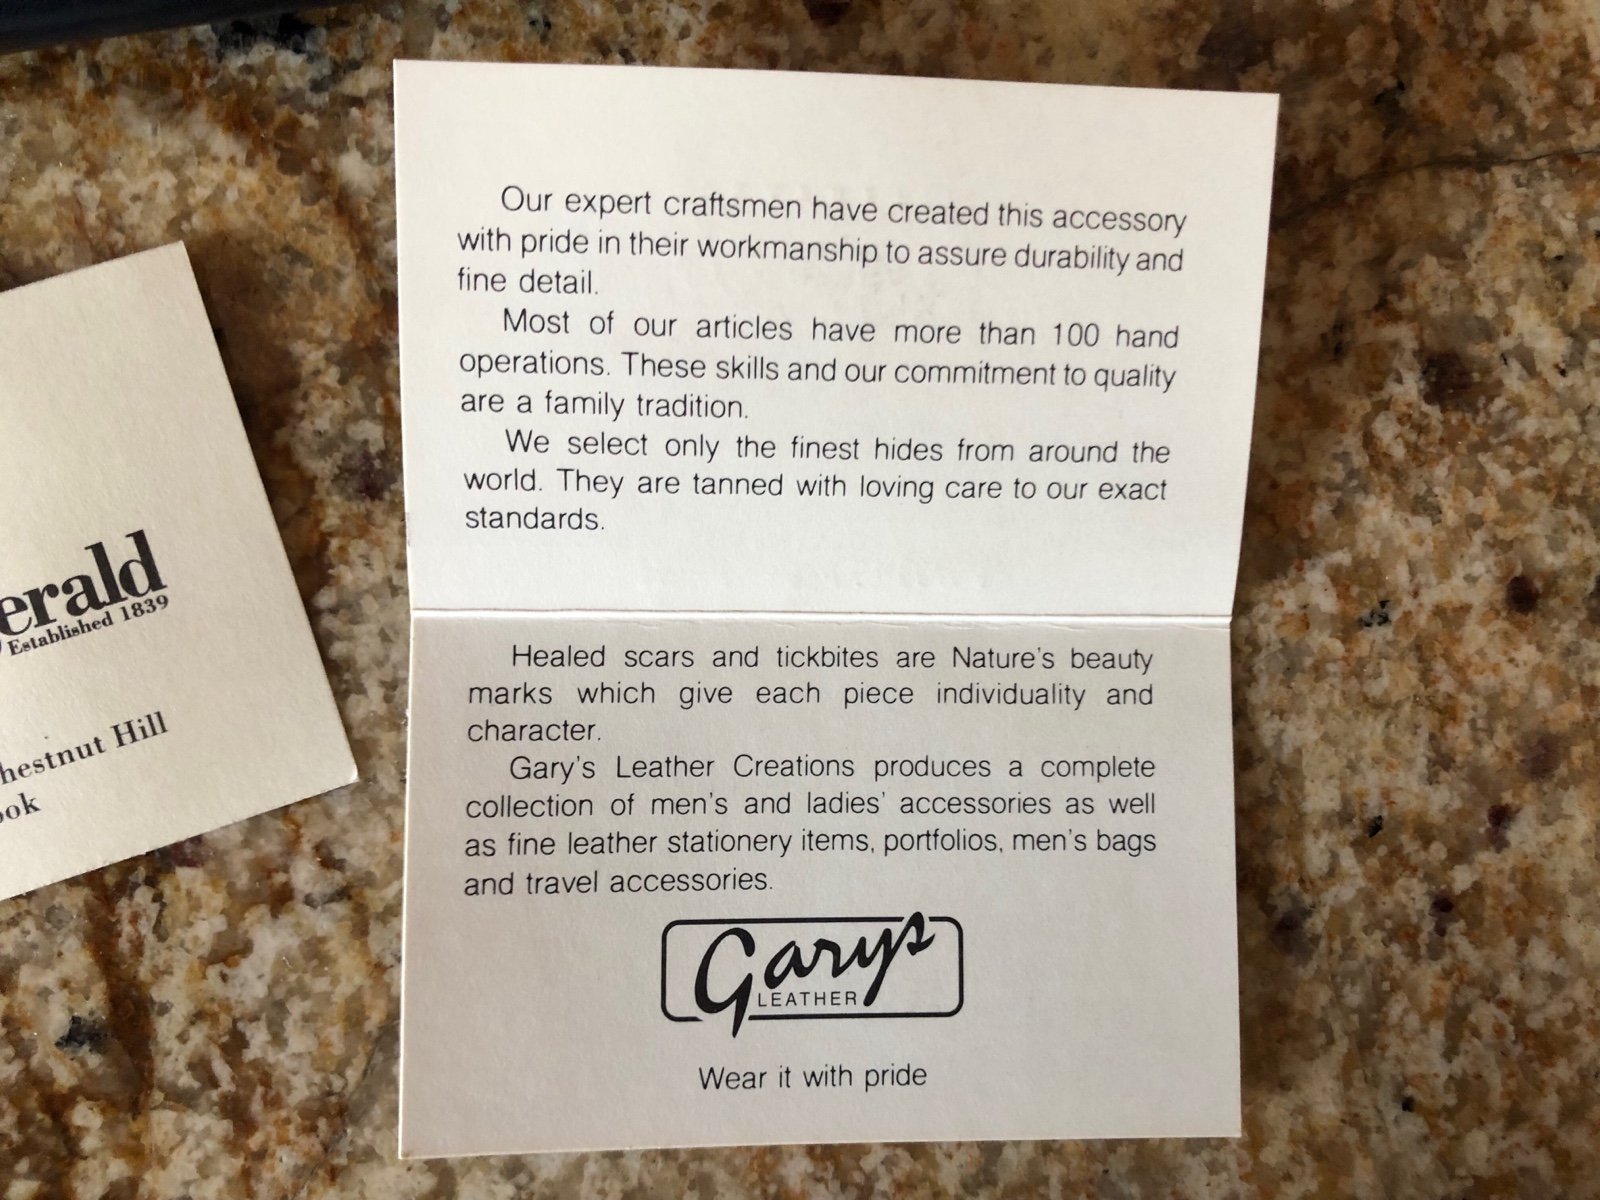 Our expert craftsmen have created this accessory
with pride in their workmanship to assure durability and
fine detail.
Most of our articles have more than 100 hand
operations. These skills and our commitment to quality
are a family tradition.
We select only the finest hides from around the
world. They are tanned with loving care to our exact
standards.
Healed scars and tickbites are Nature's beauty
marks which give each piece individuality and
character.
Gary's Leather Creations produces a complete
collection of men's and ladies' accessories as well
as fine leather stationery items, portfolios, men's bags
and travel accessories.
Garys
LEATHER
Wear it with pride
erald
Established 1839
hestnut Hill
ook